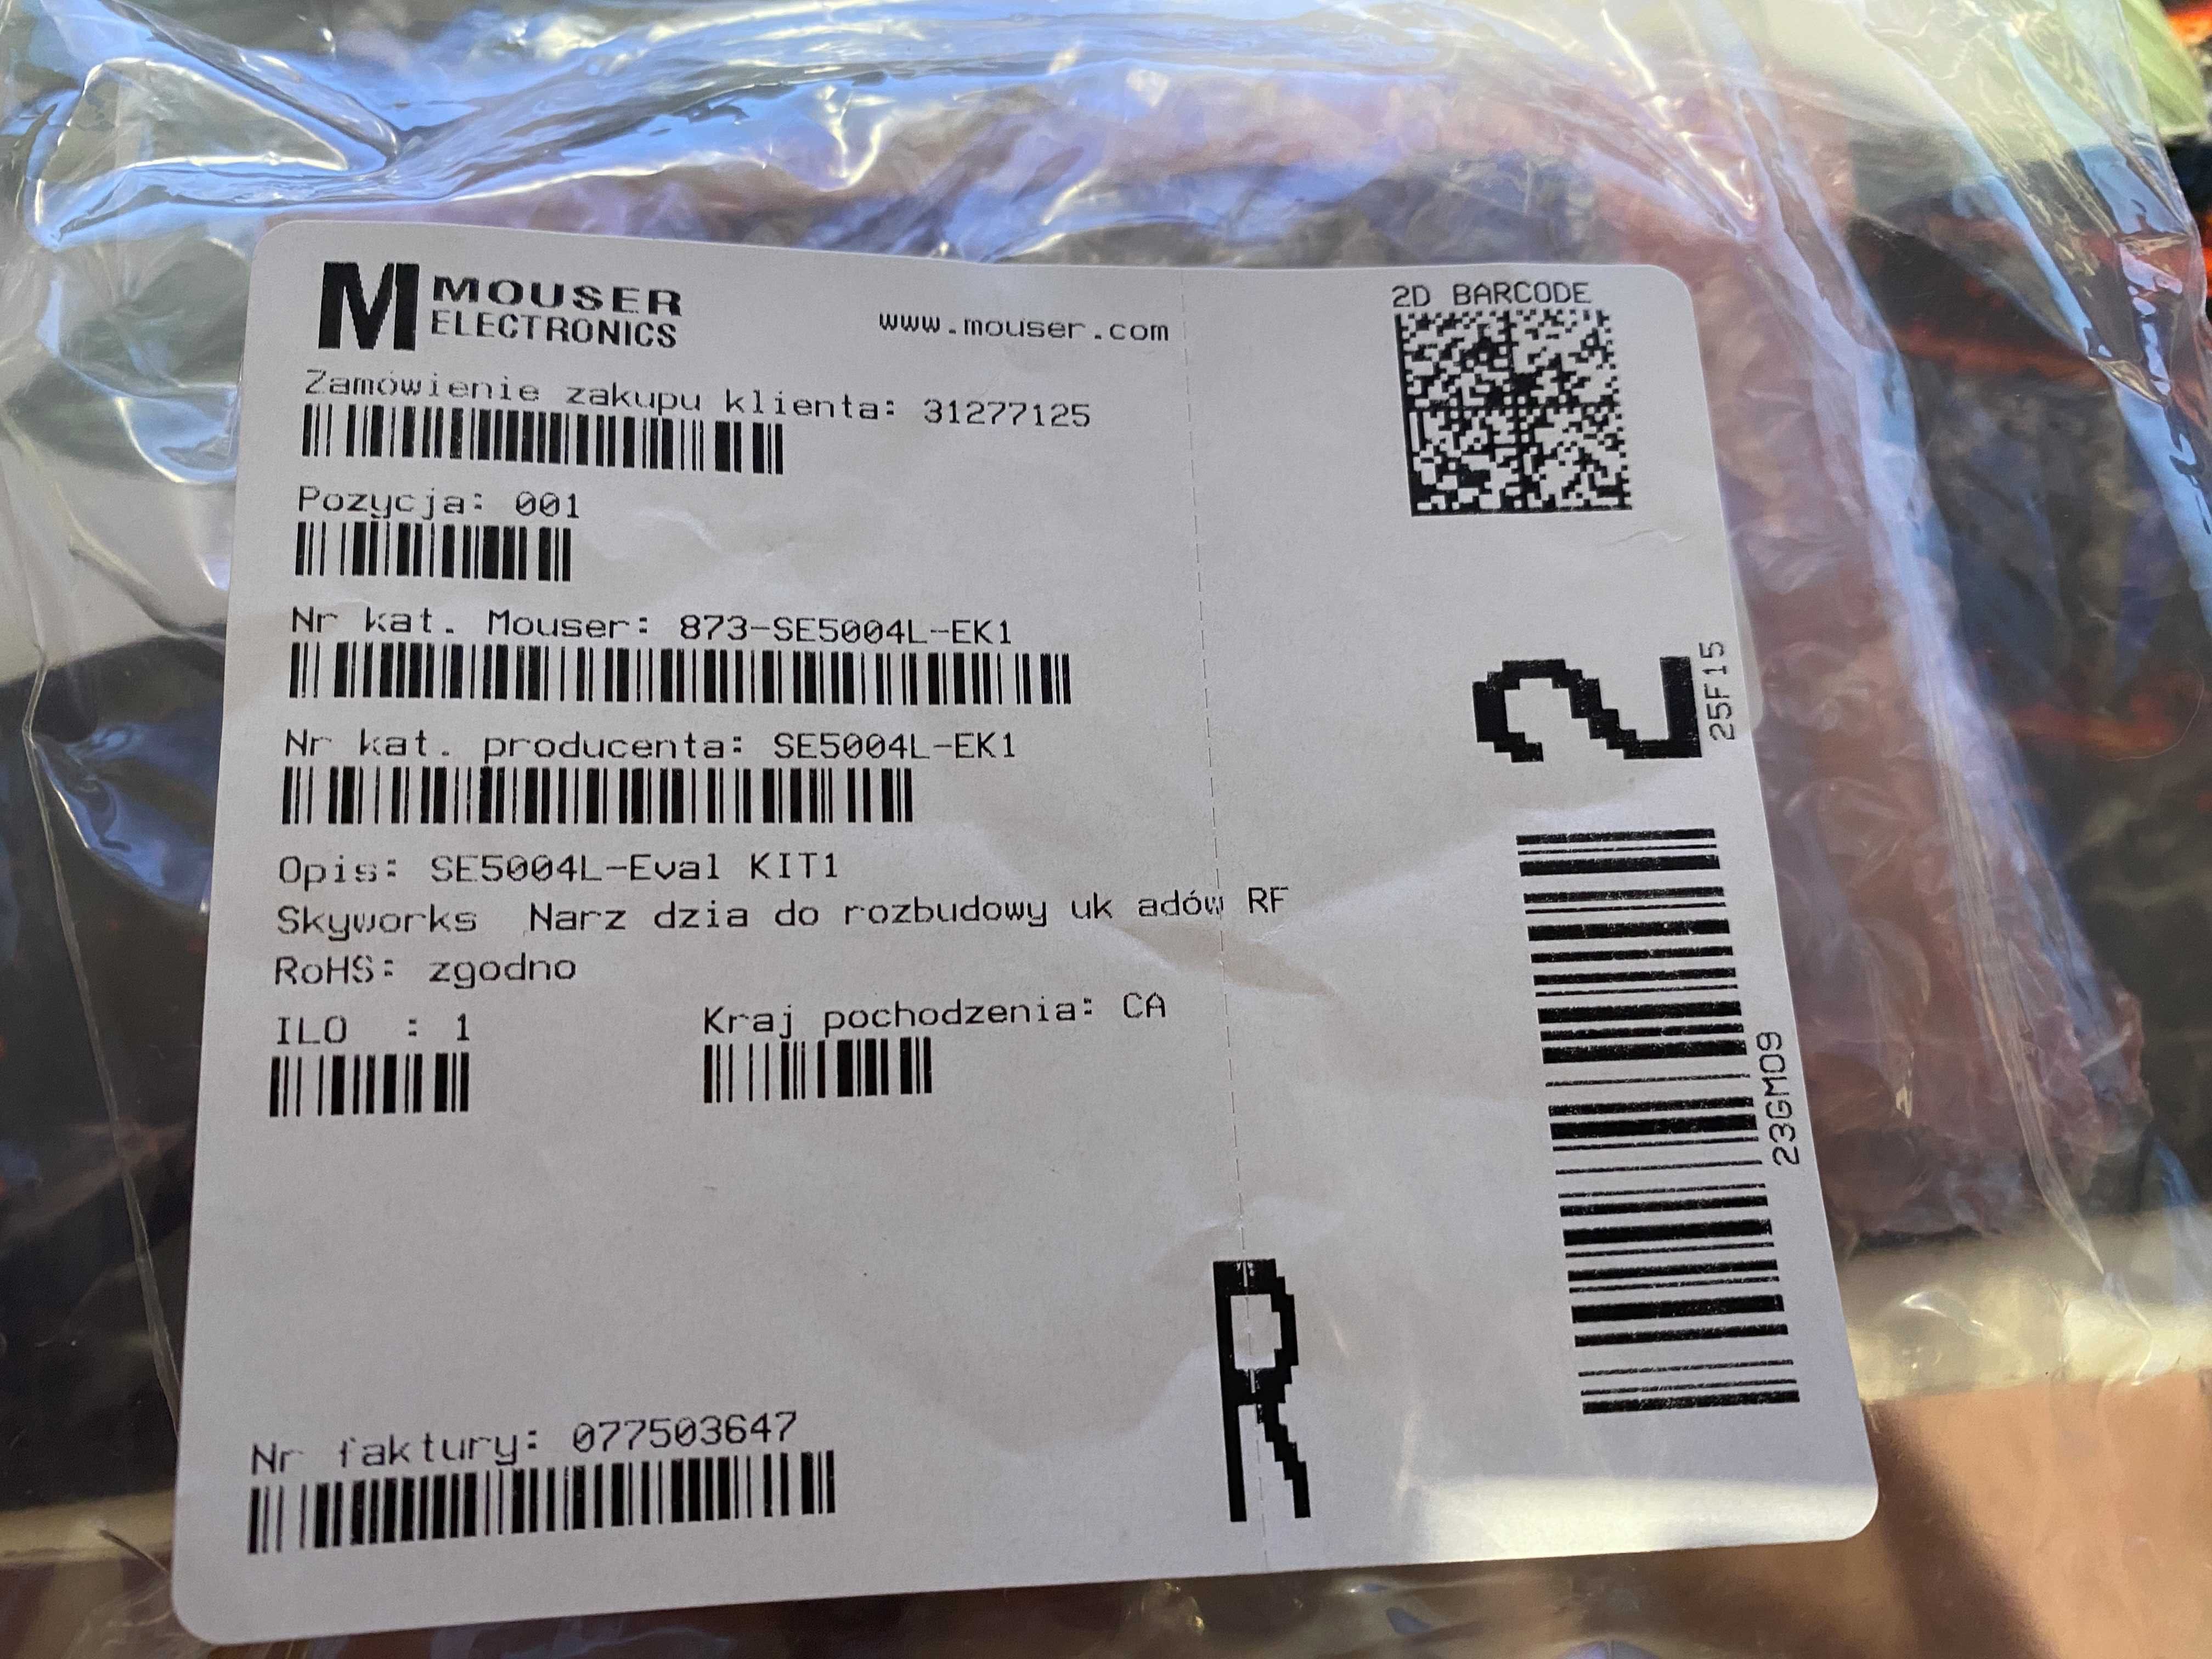 MOUSER
ELECTRONICS
www.mouser.com
2D BARCODE
Zamówienie zakupu klienta: 31277125
Pozycja: 001
Nr kat. Mouser: 873-SE5004L-EK1
Nr kat. producenta: SE5004L-EK1
Opis: SE5004L-Eval KIT1
Skyworks Narz dzia do rozbudowy uk adów RF
RoHS: zgodno
ILO : 1
Kraj pochodzenia: CA
Nr faktury: 077503647
R
2
25F15
23GMO9